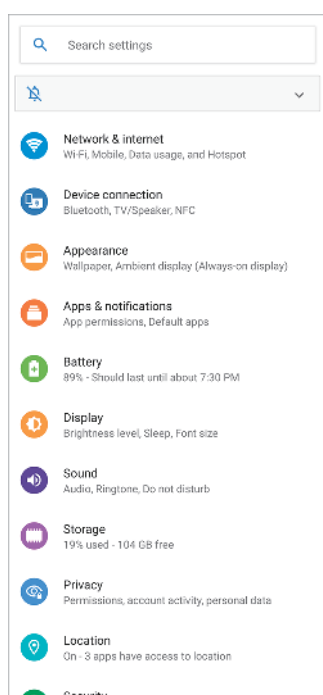 Search settings
Network & internet
Wi-Fi, Mobile, Data usage, and Hotspot
Device connection
Bluetooth, TV/Speaker, NFC
Appearance
Wallpaper, Ambient display (Always-on display)
Apps & notifications
App permissions, Default apps
Battery
89% - Should last until about 7:30 PM
Display
Brightness level, Sleep, Font size
Sound
Audio, Ringtone, Do not disturb
Storage
19% used - 104 GB free
Privacy
Permissions, account activity, personal data
Location
On - 3 apps have access to location
Security